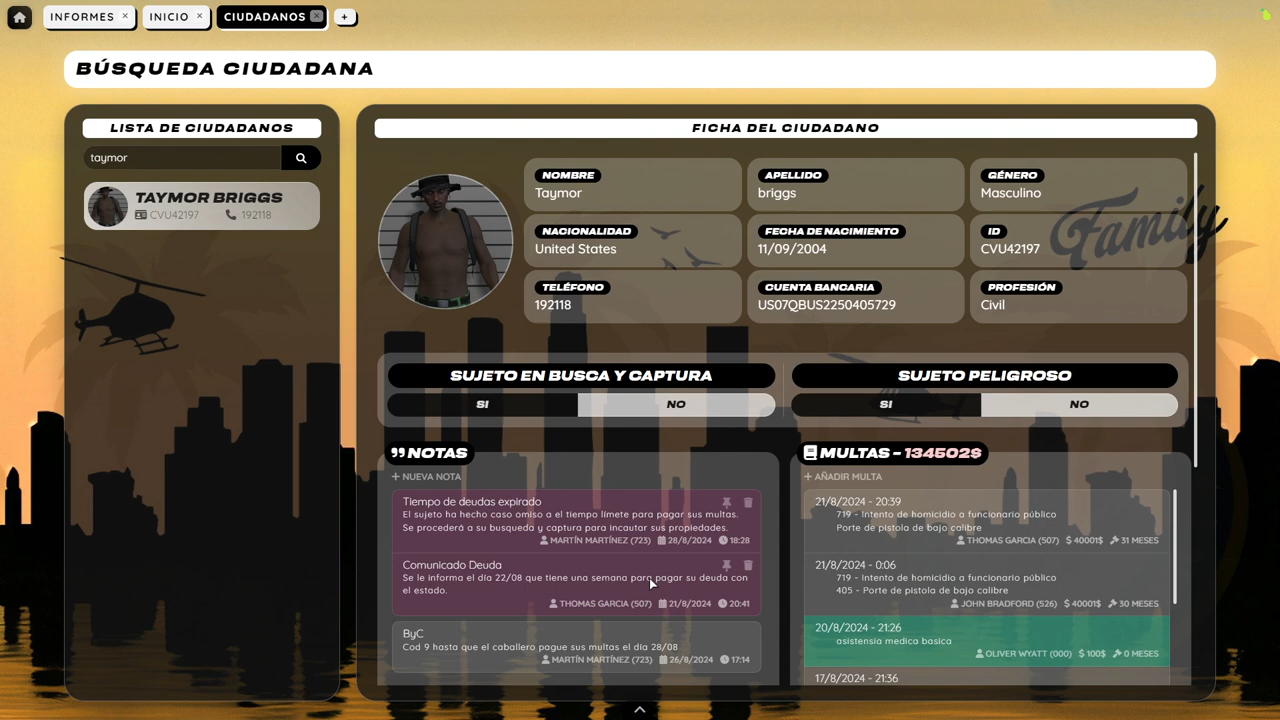 INFORMES ×
INICIO ×
CIUDADANOS ×
+
BÚSQUEDA CIUDADANA
LISTA DE CIUDADANOS
taymor
TAYMOR BRIGGS
CVU42197 192118
FICHA DEL CIUDADANO
NOMBRE
Taymor
APELLIDO
briggs
GÉNERO
Masculino
NACIONALIDAD
United States
FECHA DE NACIMIENTO
11/09/2004
ID
CVU42197
Family
TELÉFONO
192118
CUENTA BANCARIA
US07QBUS2250405729
PROFESIÓN
Civil
SUJETO EN BUSCA Y CAPTURA
SI NO
SUJETO PELIGROSO
SI NO
NOTAS
+ NUEVA NOTA
Tiempo de deudas expirado
El sujeto ha hecho caso omiso a el tiempo límete para pagar sus multas.
Se procederá a su busqueda y captura para incautar sus propiedades.
MARTÍN MARTÍNEZ (723) 28/8/2024 18:28
Comunicado Deuda
Se le informa el día 22/08 que tiene una semana para pagar su deuda con
el estado.
THOMAS GARCIA (507) 21/8/2024 20:41
ByC
Cod 9 hasta que el caballero pague sus multas el día 28/08
MARTÍN MARTÍNEZ (723) 26/8/2024 17:14
MULTAS - 134502$
+ AÑADIR MULTA
21/8/2024 - 20:39
719 - Intento de homicidio a funcionario público
Porte de pistola de bajo calibre
THOMAS GARCIA (507) $ 40001$ 31 MESES
21/8/2024 - 0:06
719 - Intento de homicidio a funcionario público
405 - Porte de pistola de bajo calibre
JOHN BRADFORD (526) $ 40001$ 30 MESES
20/8/2024 - 21:26
asistensia medica basica
OLIVER WYATT (000) $ 100$ 0 MESES
17/8/2024 - 21:36